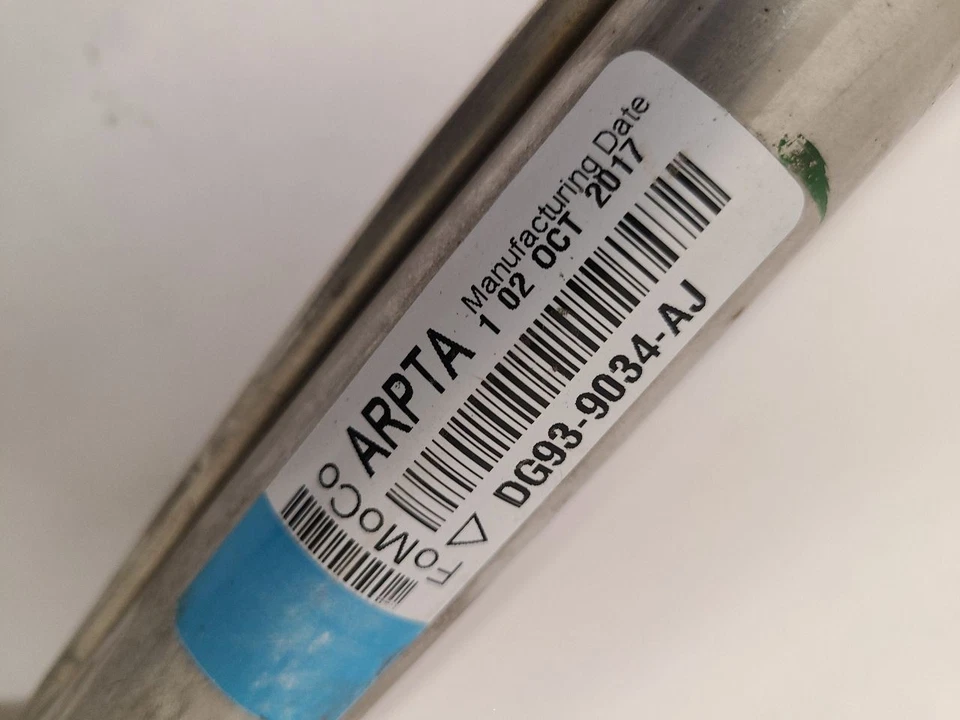 Manufacturing Date
1 02 OCT 2017
ARPTA
DG93-9034-AJ
FoMoCo